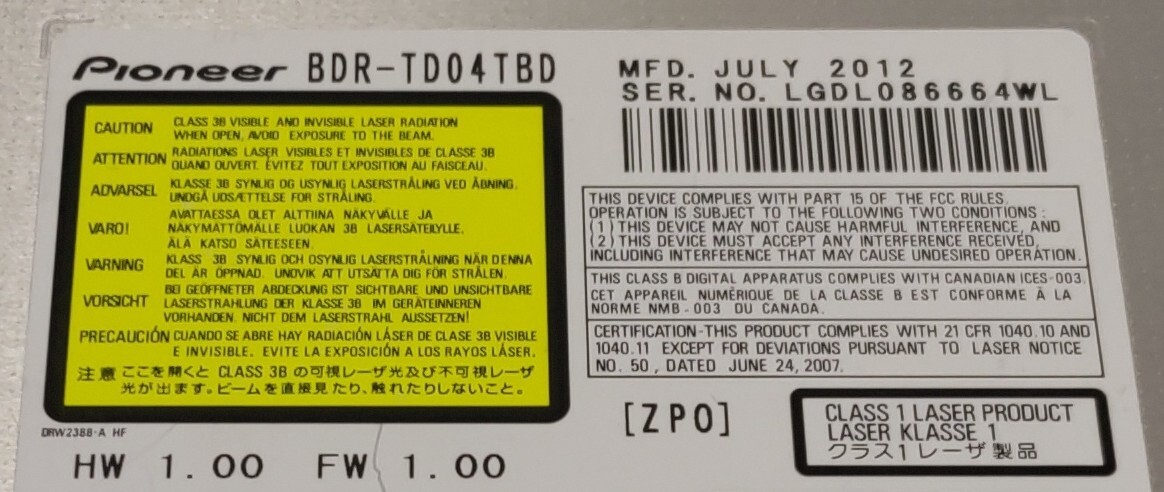 Pioneer BDR-TD04TBD
CAUTION CLASS 3B VISIBLE AND INVISIBLE LASER RADIATION
WHEN OPEN, AVOID EXPOSURE TO THE BEAM.
ATTENTION RADIATIONS LASER VISIBLES ET INVISIBLES DE CLASSE 3B
QUAND OUVERT. ÉVITEZ TOUT EXPOSITION AU FAISCEAU.
ADVARSEL KLASSE 3B SYNLIG OG USYNLIG LASERSTRÅLING VED ÅBNING.
UNDGÅ UDSÆTTELSE FOR STRÅLING.
VARO! AVATTAESSA OLET ALTTIINA NÄKYVÄLLE JA
NÄKYMÄTTÖMÄLLE LUOKAN 3B LASERSÄTEILYLLE.
ÄLÄ KATSO SÄTEESEEN.
VARNING KLASS 3B SYNLIG OCH OSYNLIG LASERSTRÅLNING NÄR DENNA
DEL ÄR ÖPPNAD. UNDVIK ATT UTSÄTTA DIG FÖR STRÅLEN.
VORSICHT BEI GEÖFFNETER ABDECKUNG IST SICHTBARE UND UNSICHTBARE
LASERSTRAHLUNG DER KLASSE 3B IM GERÄTEINNEREN
VORHANDEN. NICHT DEM LASERSTRAHL AUSSETZEN!
PRECAUCIÓN CUANDO SE ABRE HAY RADIACIÓN LÁSER DE CLASE 3B VISIBLE
E INVISIBLE. EVITE LA EXPOSICIÓN A LOS RAYOS LÁSER.
注意 ここを開くと CLASS 3B の可視レーザ光及び不可視レーザ
光が出ます。ビームを直接見たり、触れたりしないこと。
DRW2388-A HF
HW 1.00 FW 1.00
MFD. JULY 2012
SER. NO. LGDL086664WL
THIS DEVICE COMPLIES WITH PART 15 OF THE FCC RULES.
OPERATION IS SUBJECT TO THE FOLLOWING TWO CONDITIONS :
(1) THIS DEVICE MAY NOT CAUSE HARMFUL INTERFERENCE, AND
(2) THIS DEVICE MUST ACCEPT ANY INTERFERENCE RECEIVED,
INCLUDING INTERFERENCE THAT MAY CAUSE UNDESIRED OPERATION.
THIS CLASS B DIGITAL APPARATUS COMPLIES WITH CANADIAN ICES-003.
CET APPAREIL NUMÉRIQUE DE LA CLASSE B EST CONFORME À LA
NORME NMB-003 DU CANADA.
CERTIFICATION-THIS PRODUCT COMPLIES WITH 21 CFR 1040.10 AND
1040.11 EXCEPT FOR DEVIATIONS PURSUANT TO LASER NOTICE
NO. 50, DATED JUNE 24, 2007.
[ZPO]
CLASS 1 LASER PRODUCT
LASER KLASSE 1
クラス1レーザ製品